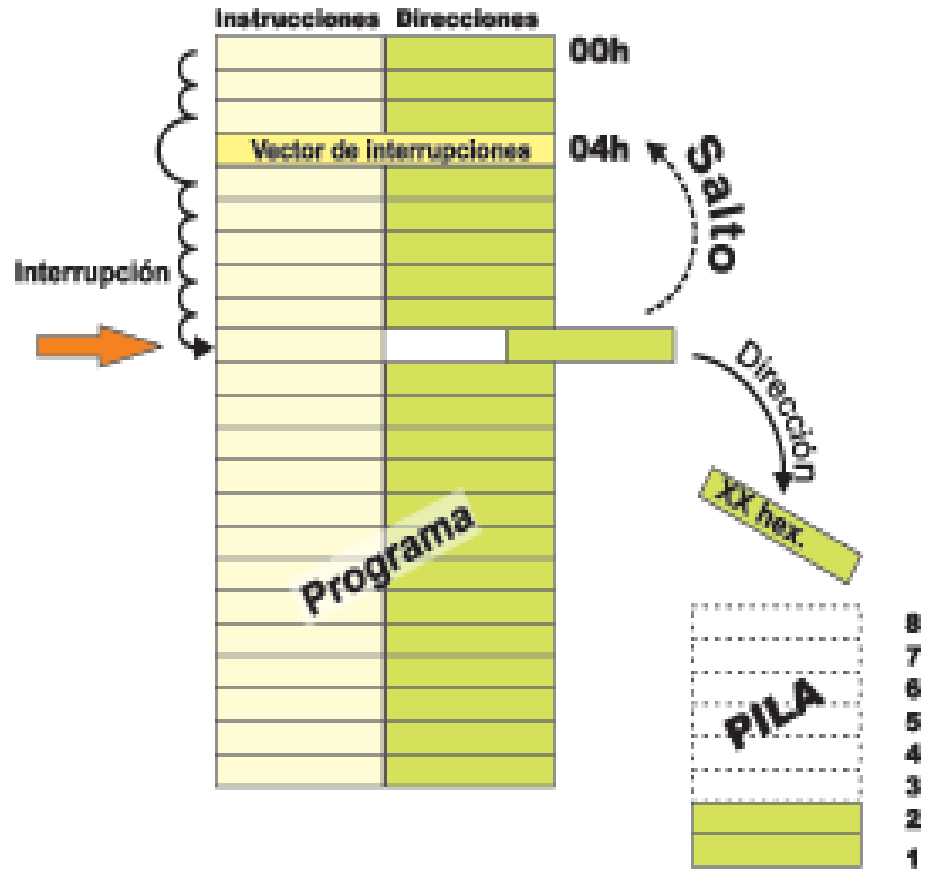 Instrucciones Direcciones
00h
Vector de interrupciones 04h
Salto
Interrupción
Dirección
XX hex.
Programa
8
7
6
PILA
5
4
3
2
1